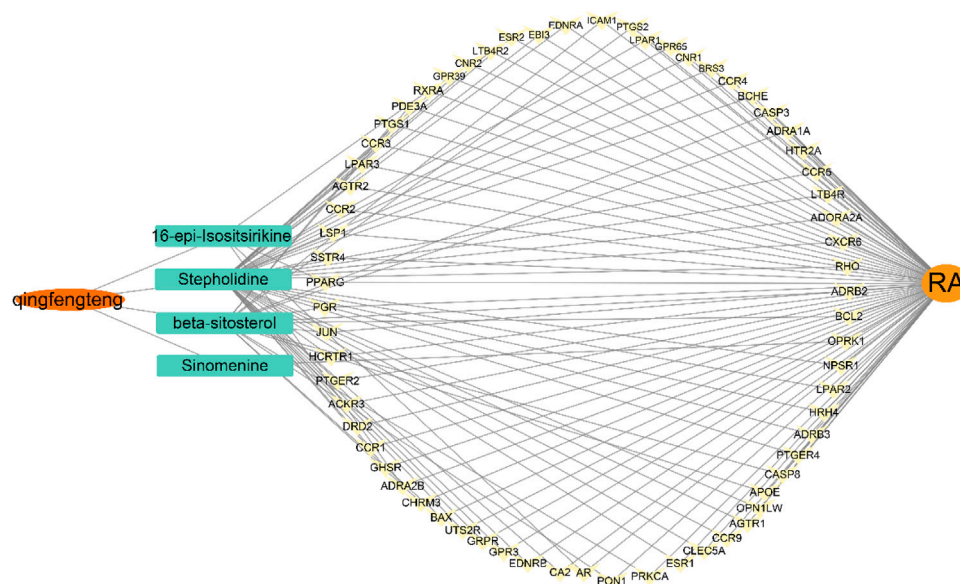 qingfengteng
16-epi-Isositsirikine
Stepholidine
beta-sitosterol
Sinomenine
ICAM1
EDNRA
EBI3
ESR2
LTB4R2
CNR2
GPR39
RXRA
PDE3A
PTGS1
CCR3
LPAR3
AGTR2
CCR2
LSP1
SSTR4
PPARG
PGR
JUN
HCRTR1
PTGER2
ACKR3
DRD2
CCR1
GHSR
ADRA2B
CHRM3
BAX
UTS2R
GRPR
GPR3
EDNRB
CA2
AR
PON1
PTGS2
LPAR1
GPR65
CNR1
BRS3
CCR4
BCHE
CASP3
ADRA1A
HTR2A
CCR5
LTB4R
ADORA2A
CXCR6
RHO
ADRB2
BCL2
OPRK1
NPSR1
LPAR2
HRH4
ADRB3
PTGER4
CASP8
APOE
OPN1LW
AGTR1
CCR9
CLEC5A
ESR1
PRKCA
RA